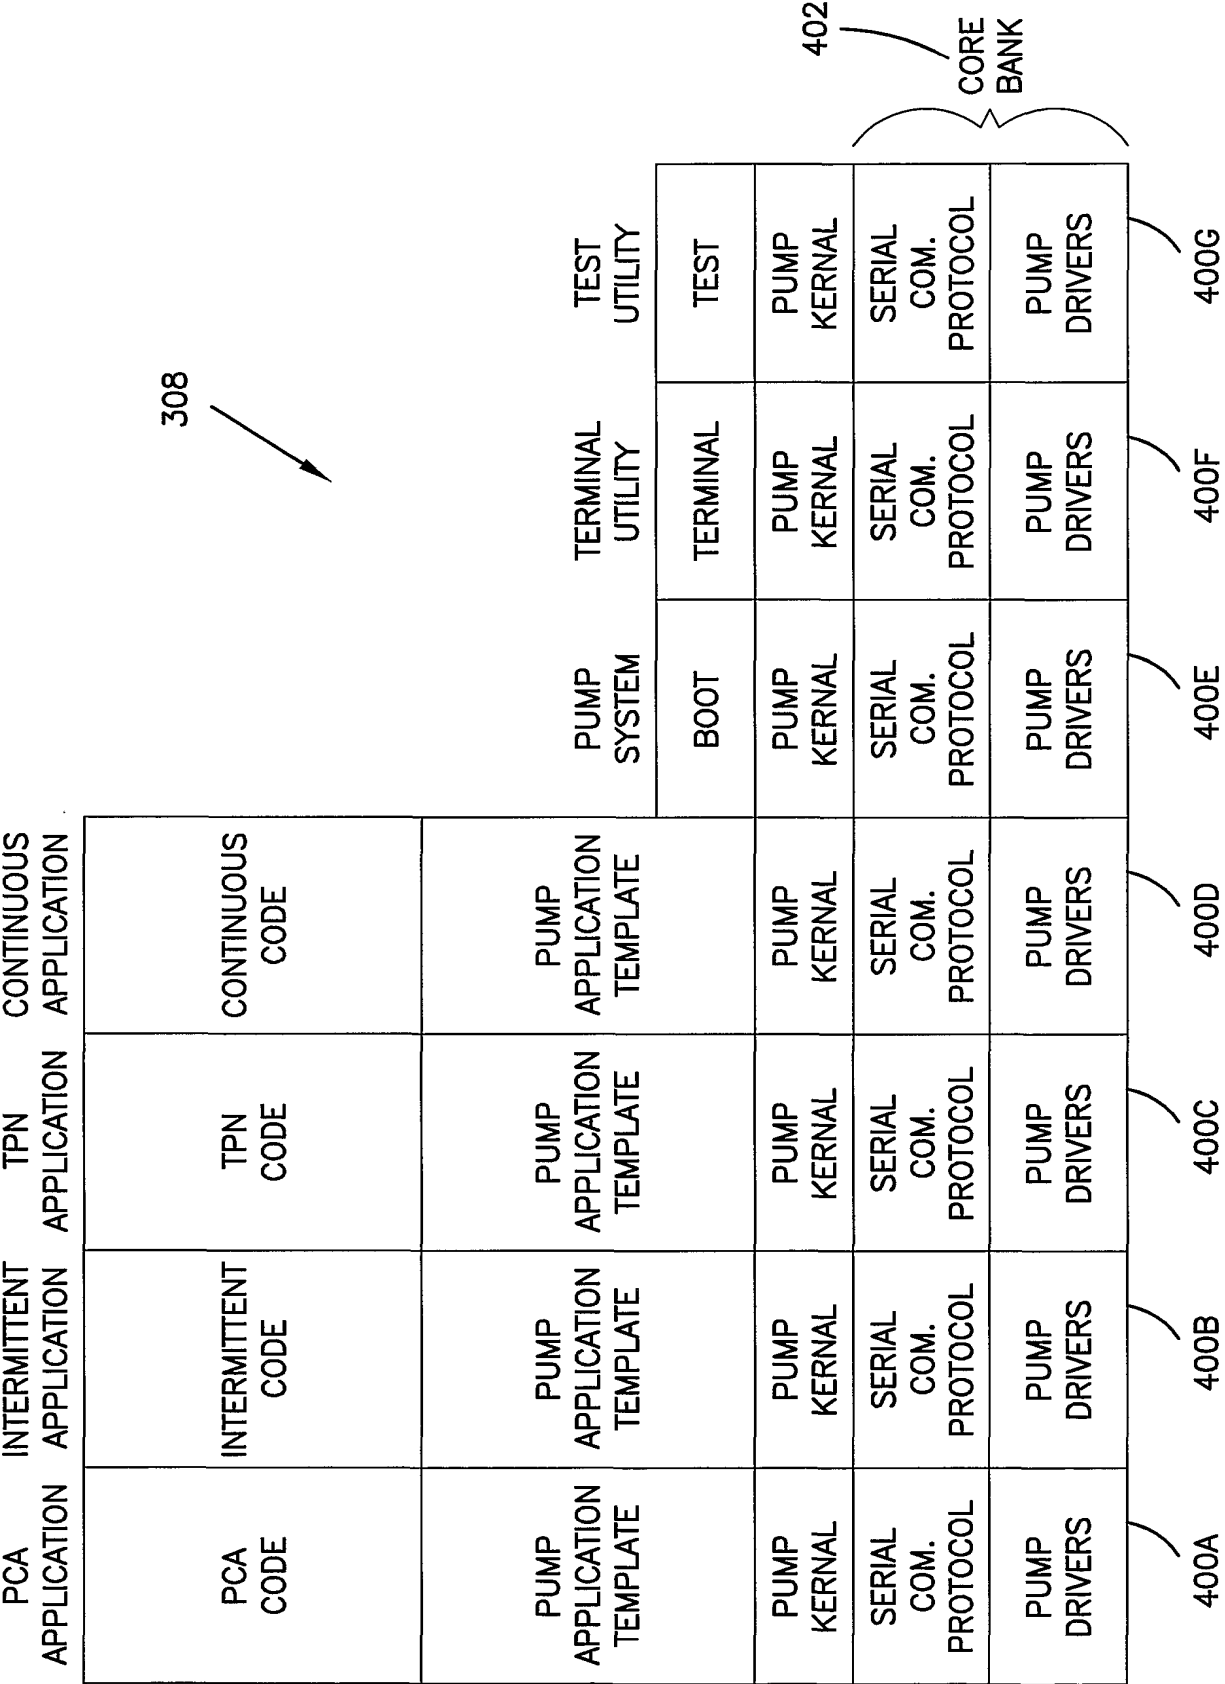 308
PCA
APPLICATION
INTERMITTENT
APPLICATION
TPN
APPLICATION
CONTINUOUS
APPLICATION
PUMP
SYSTEM
TERMINAL
UTILITY
TEST
UTILITY
PCA
CODE
INTERMITTENT
CODE
TPN
CODE
CONTINUOUS
CODE
PUMP
APPLICATION
TEMPLATE
PUMP
APPLICATION
TEMPLATE
PUMP
APPLICATION
TEMPLATE
PUMP
APPLICATION
TEMPLATE
BOOT
TERMINAL
TEST
PUMP
KERNAL
PUMP
KERNAL
PUMP
KERNAL
PUMP
KERNAL
PUMP
KERNAL
PUMP
KERNAL
PUMP
KERNAL
SERIAL
COM.
PROTOCOL
SERIAL
COM.
PROTOCOL
SERIAL
COM.
PROTOCOL
SERIAL
COM.
PROTOCOL
SERIAL
COM.
PROTOCOL
SERIAL
COM.
PROTOCOL
SERIAL
COM.
PROTOCOL
PUMP
DRIVERS
PUMP
DRIVERS
PUMP
DRIVERS
PUMP
DRIVERS
PUMP
DRIVERS
PUMP
DRIVERS
PUMP
DRIVERS
402
CORE
BANK
400A
400B
400C
400D
400E
400F
400G